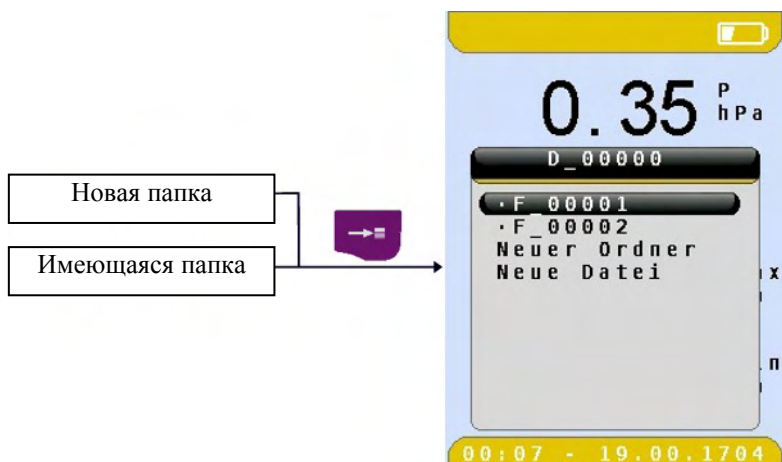 Новая папка
Имеющаяся папка
0.35 P hPa
D_00000
·F_00001
·F_00002
Neuer Ordner
Neue Datei
x
n
00:07 - 19.00.1704